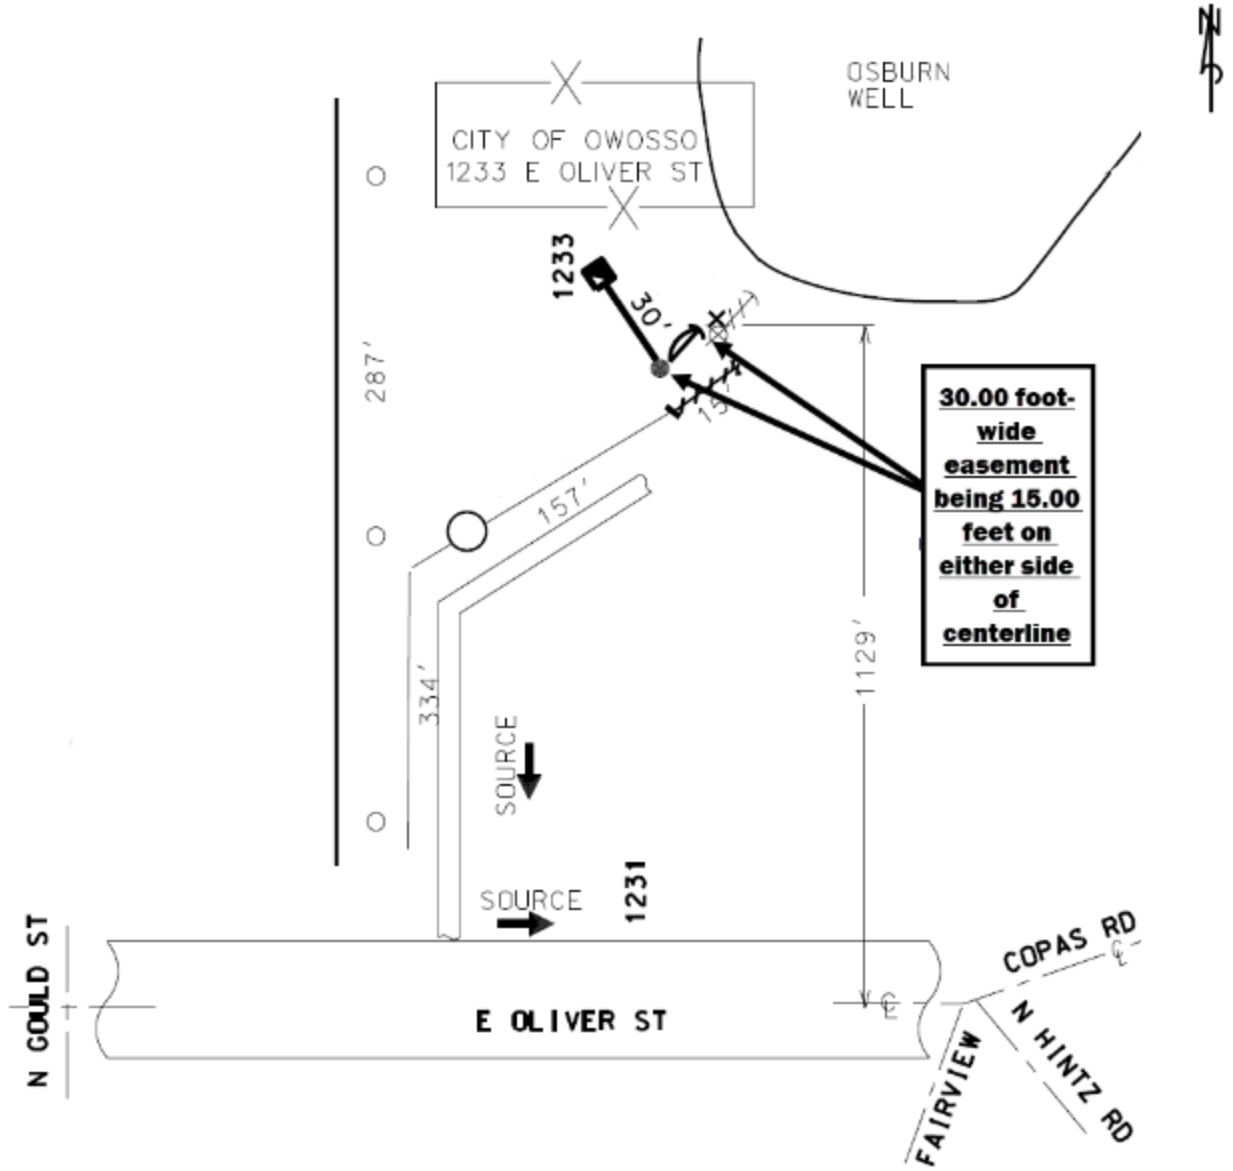 N
OSBURN
WELL
CITY OF OWOSSO
1233 E OLIVER ST
1233
30'
287'
15'
30.00 foot-
wide
easement
being 15.00
feet on
either side
of
centerline
157'
1129'
334'
SOURCE
1231
SOURCE
N GOULD ST
E OLIVER ST
COPAS RD
N HINTZ RD
FAIRVIEW